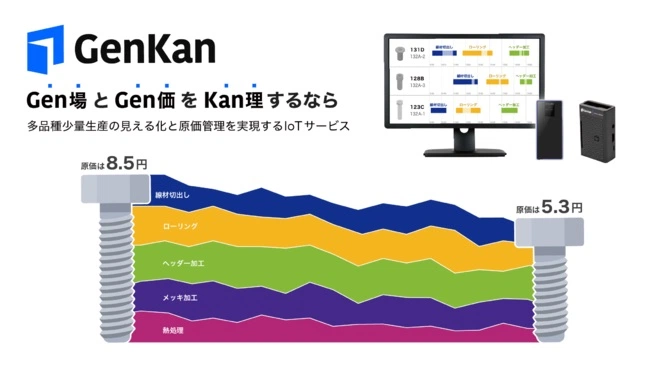 GenKan
Gen場 と Gen価 を Kan理 するなら
多品種少量生産の見える化と原価管理を実現するIoTサービス
131D
132A-2
線材切出し
ローリング
ヘッダー加工
128B
132A-3
線材切出し
ローリング
ヘッダー加工
123C
132A-1
線材切出し
ローリング
ヘッダー加工
原価は 8.5 円
原価は 5.3 円
線材切出し
ローリング
ヘッダー加工
メッキ加工
熱処理